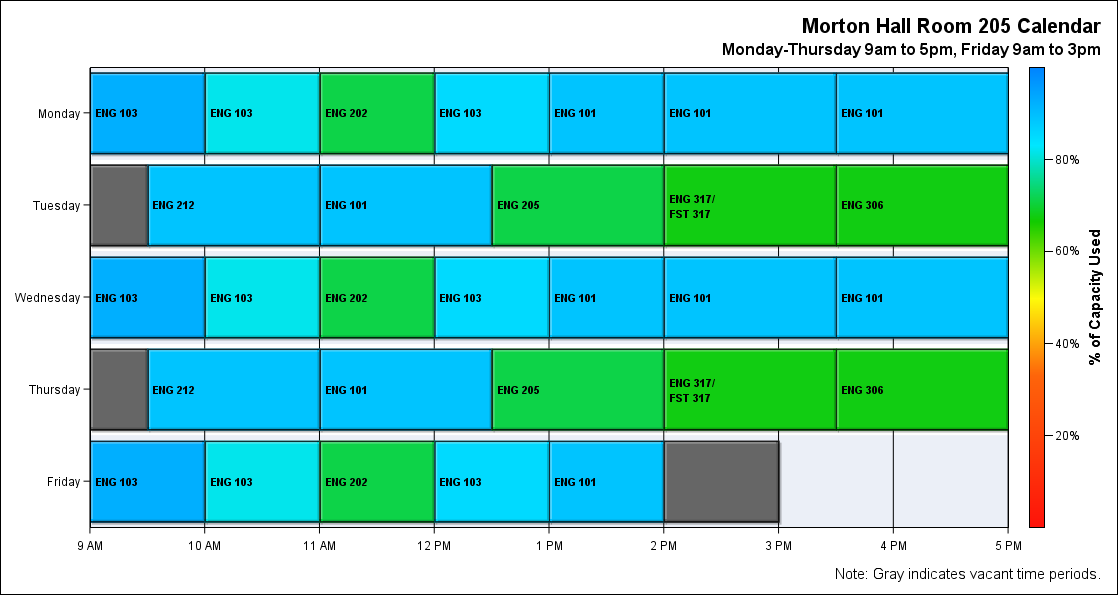 Morton Hall Room 205 Calendar
Monday-Thursday 9am to 5pm, Friday 9am to 3pm
Monday
ENG 103
ENG 103
ENG 202
ENG 103
ENG 101
ENG 101
ENG 101
Tuesday
ENG 212
ENG 101
ENG 205
ENG 317/
FST 317
ENG 306
Wednesday
ENG 103
ENG 103
ENG 202
ENG 103
ENG 101
ENG 101
ENG 101
Thursday
ENG 212
ENG 101
ENG 205
ENG 317/
FST 317
ENG 306
Friday
ENG 103
ENG 103
ENG 202
ENG 103
ENG 101
9 AM
10 AM
11 AM
12 PM
1 PM
2 PM
3 PM
4 PM
5 PM
80%
60%
40%
20%
% of Capacity Used
Note: Gray indicates vacant time periods.